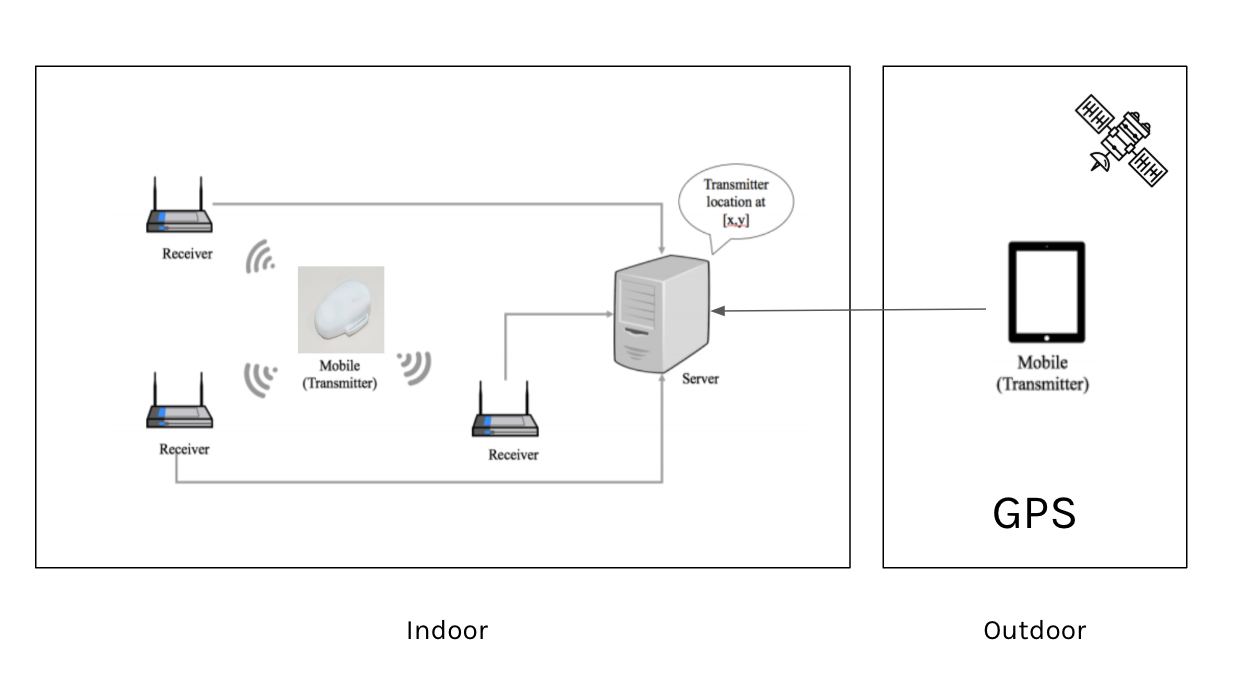 Receiver
Transmitter
location at
[x,y]
Mobile
(Transmitter)
Server
Receiver
Receiver
Mobile
(Transmitter)
GPS
Indoor
Outdoor